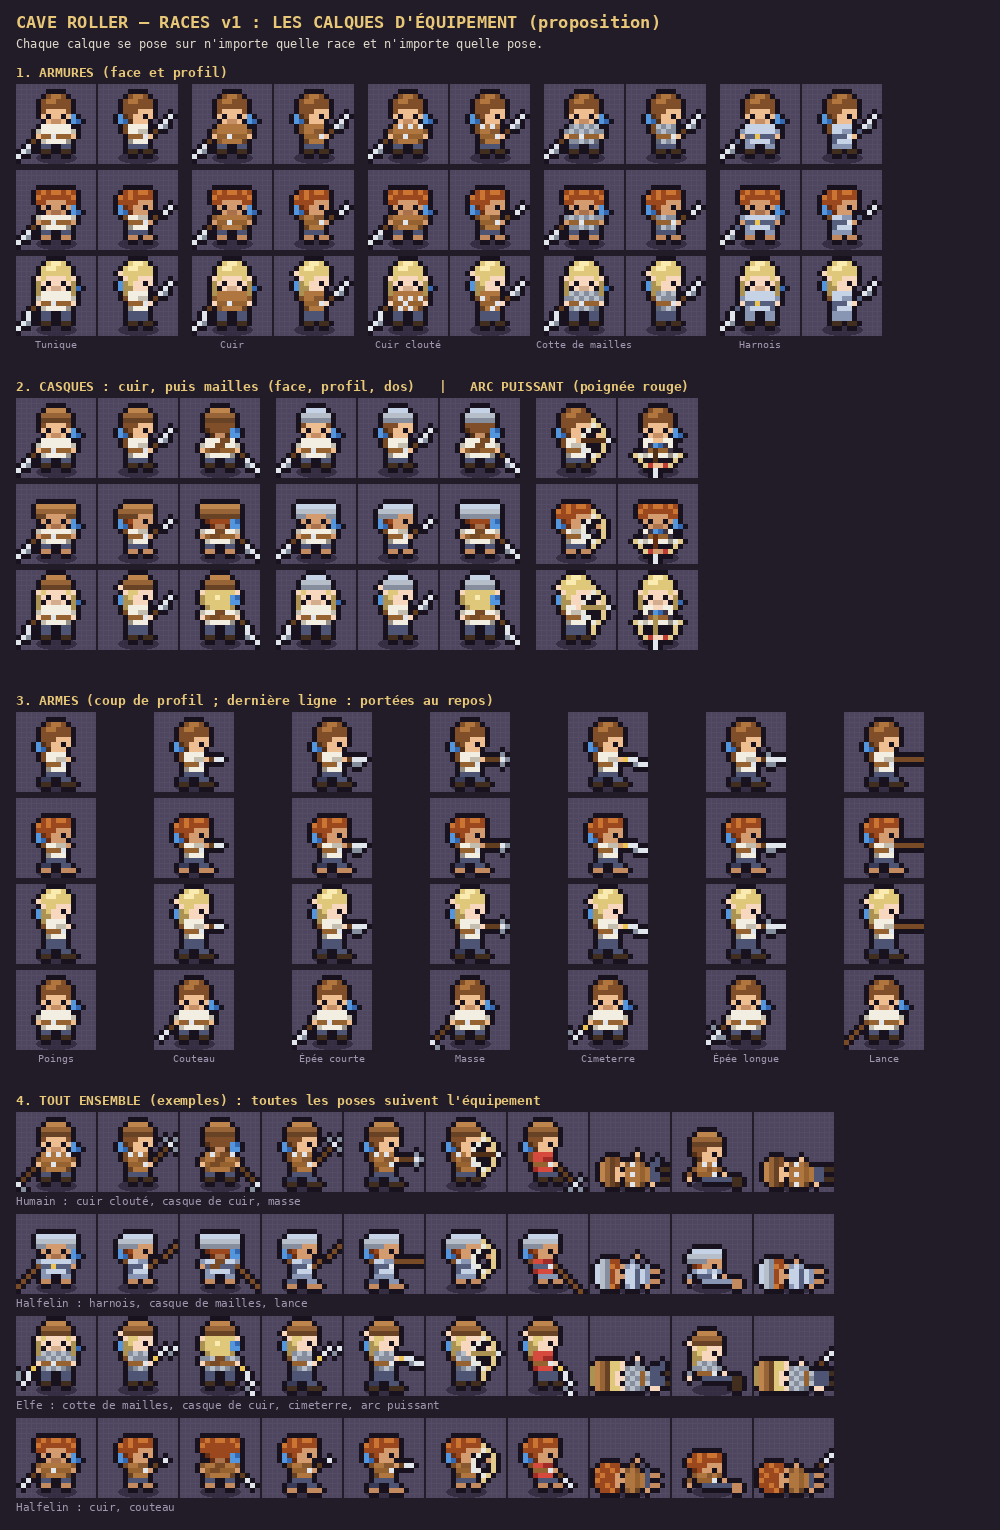 CAVE ROLLER — RACES v1 : LES CALQUES D'ÉQUIPEMENT (proposition)
Chaque calque se pose sur n'importe quelle race et n'importe quelle pose.
1. ARMURES (face et profil)
Tunique Cuir Cuir clouté Cotte de mailles Harnois
2. CASQUES : cuir, puis mailles (face, profil, dos) | ARC PUISSANT (poignée rouge)
3. ARMES (coup de profil ; dernière ligne : portées au repos)
Poings Couteau Épée courte Masse Cimeterre Épée longue Lance
4. TOUT ENSEMBLE (exemples) : toutes les poses suivent l'équipement
Humain : cuir clouté, casque de cuir, masse
Halfelin : harnois, casque de mailles, lance
Elfe : cotte de mailles, casque de cuir, cimeterre, arc puissant
Halfelin : cuir, couteau